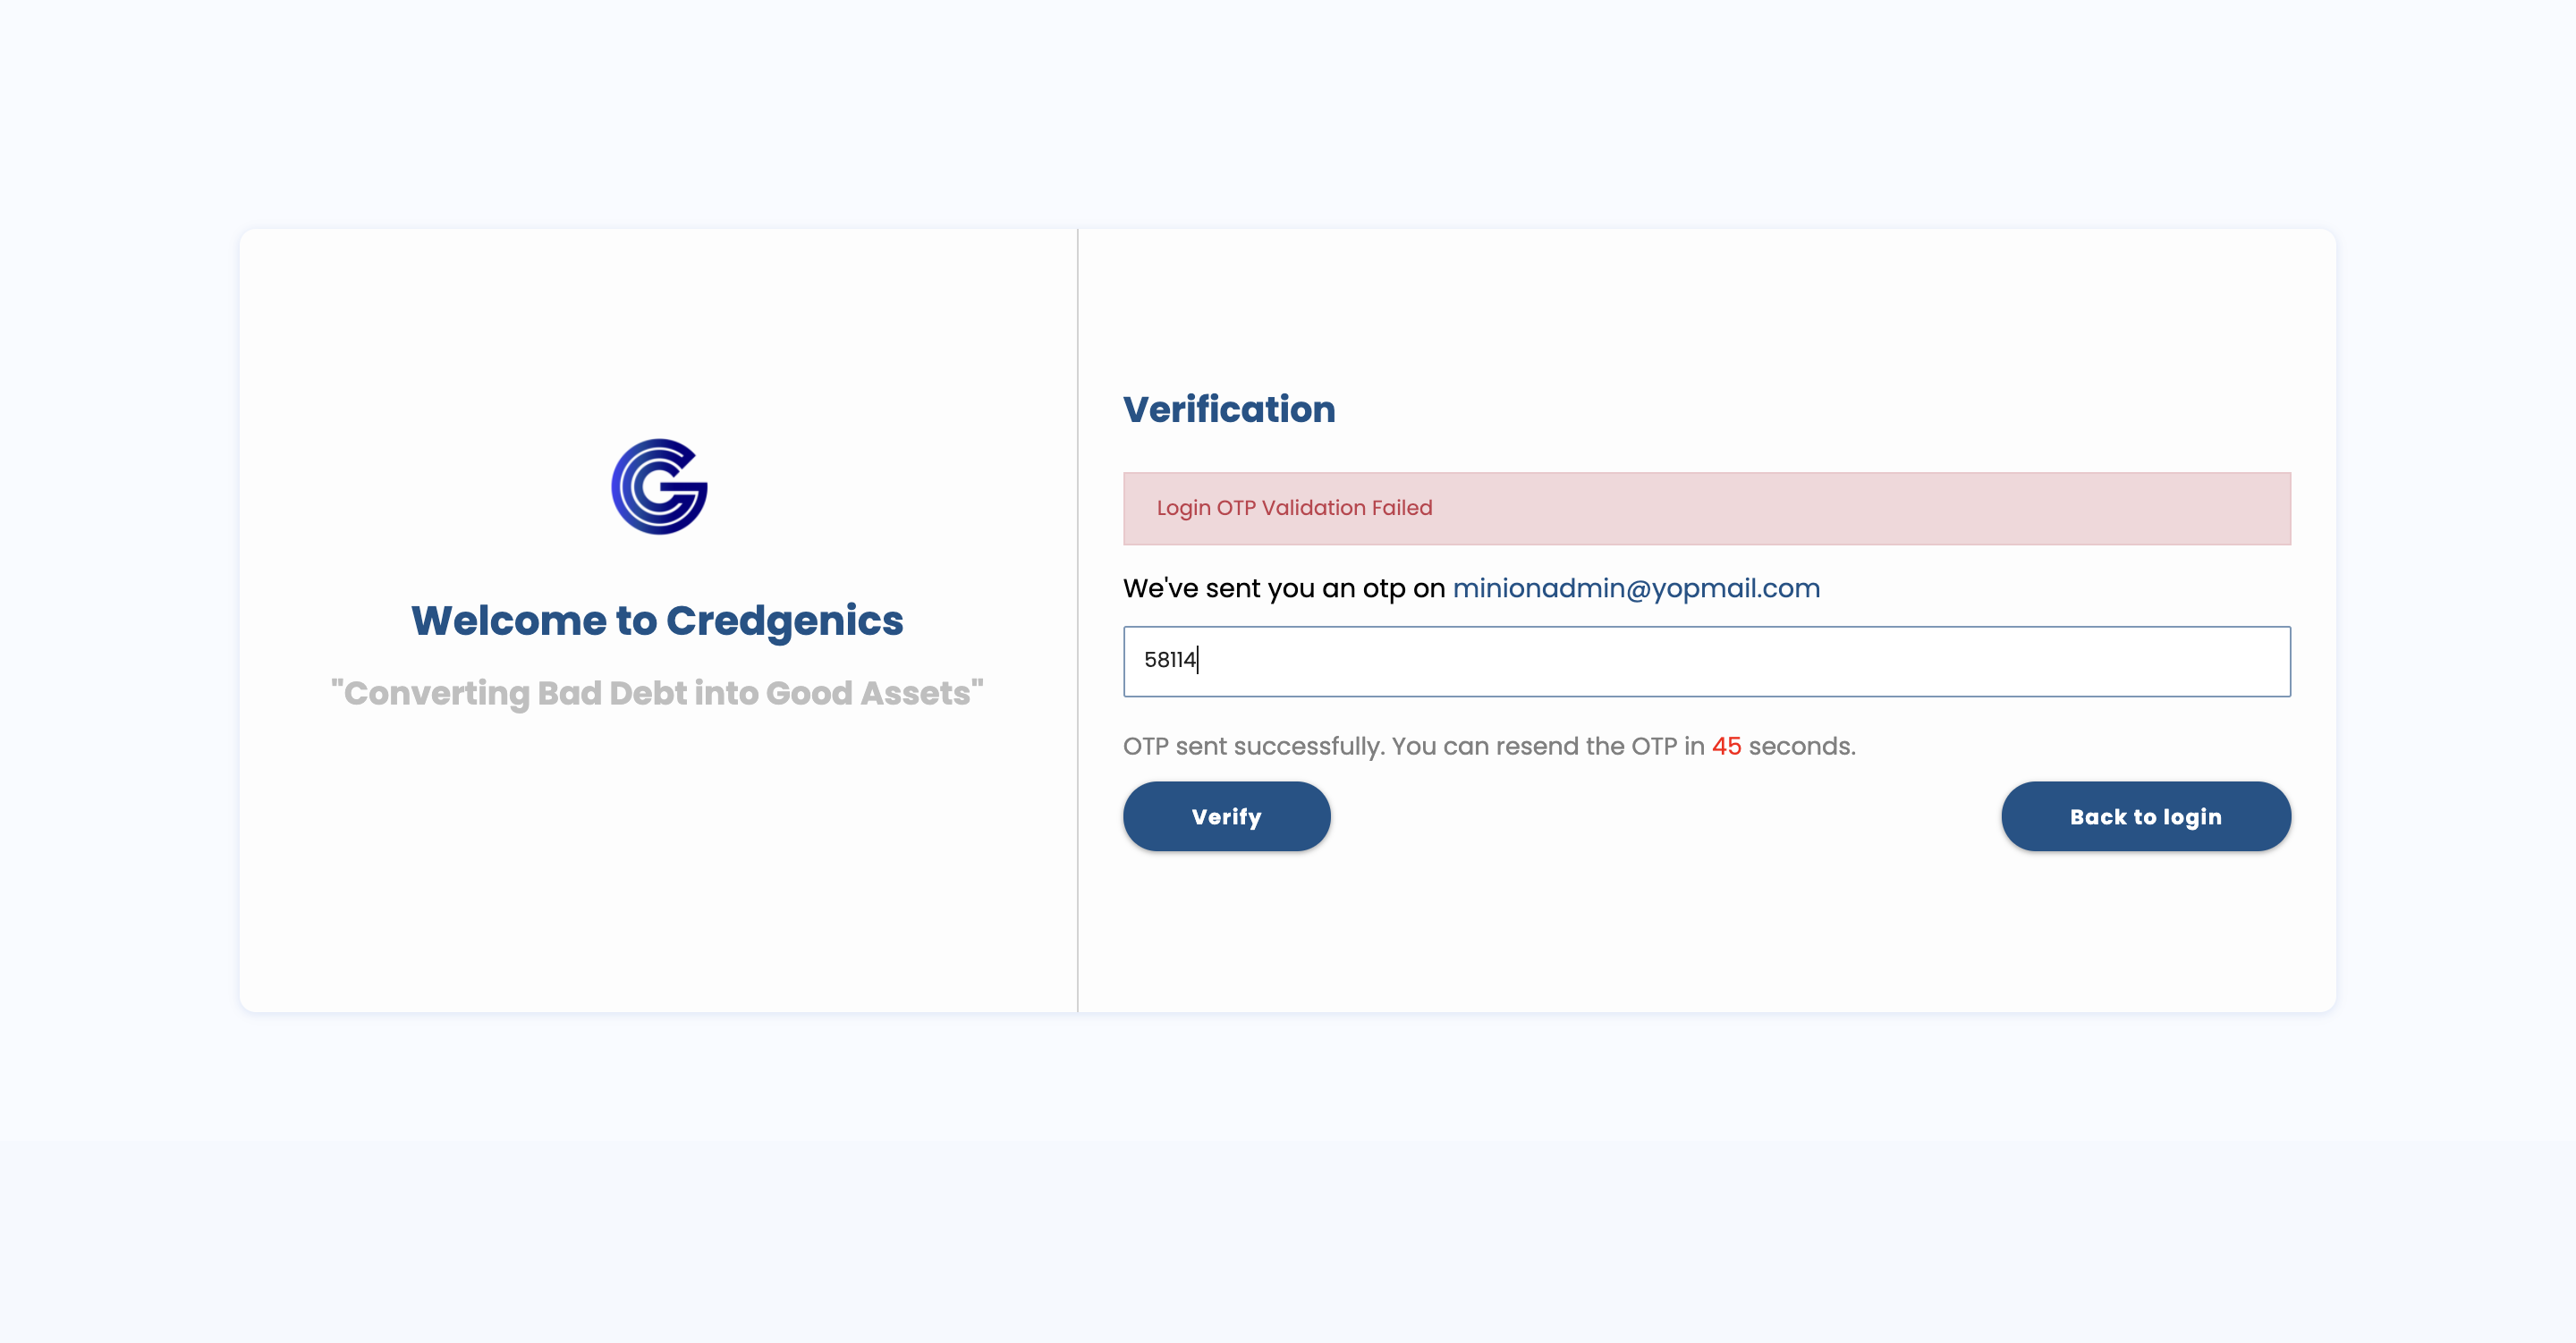 Welcome to Credgenics
"Converting Bad Debt into Good Assets"
Verification
Login OTP Validation Failed
We've sent you an otp on minionadmin@yopmail.com
58114
OTP sent successfully. You can resend the OTP in 45 seconds.
Verify
Back to login